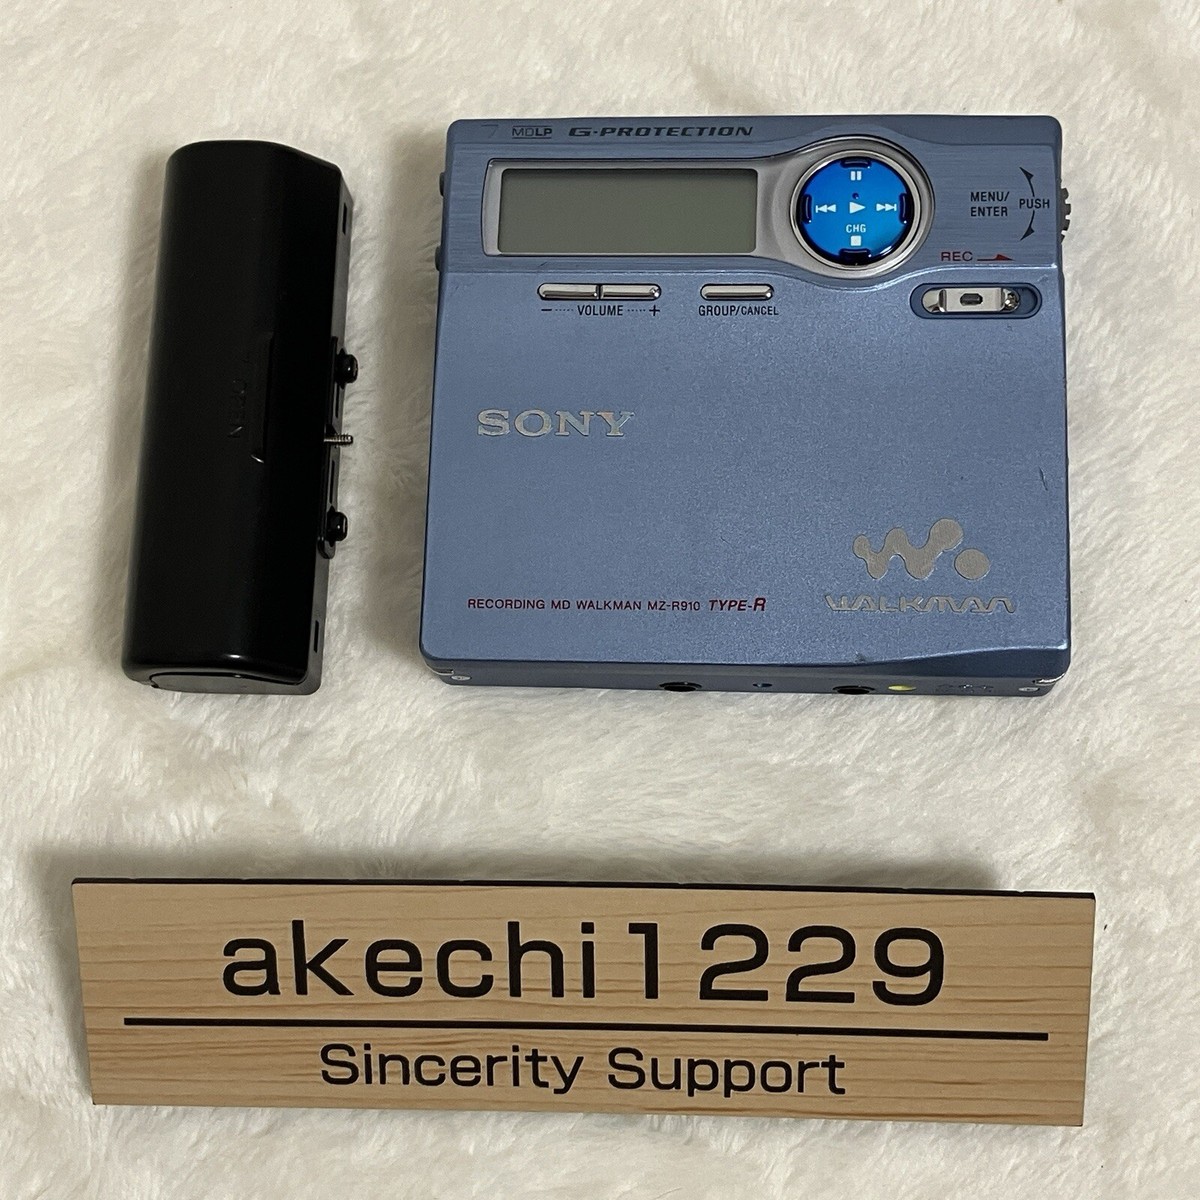 MDLP G-PROTECTION
MENU/
ENTER
PUSH
CHG
REC
− ····· VOLUME ····· +
GROUP/CANCEL
OPEN
SONY
RECORDING MD WALKMAN MZ-R910 TYPE-R
WALKMAN
akechi1229
Sincerity Support